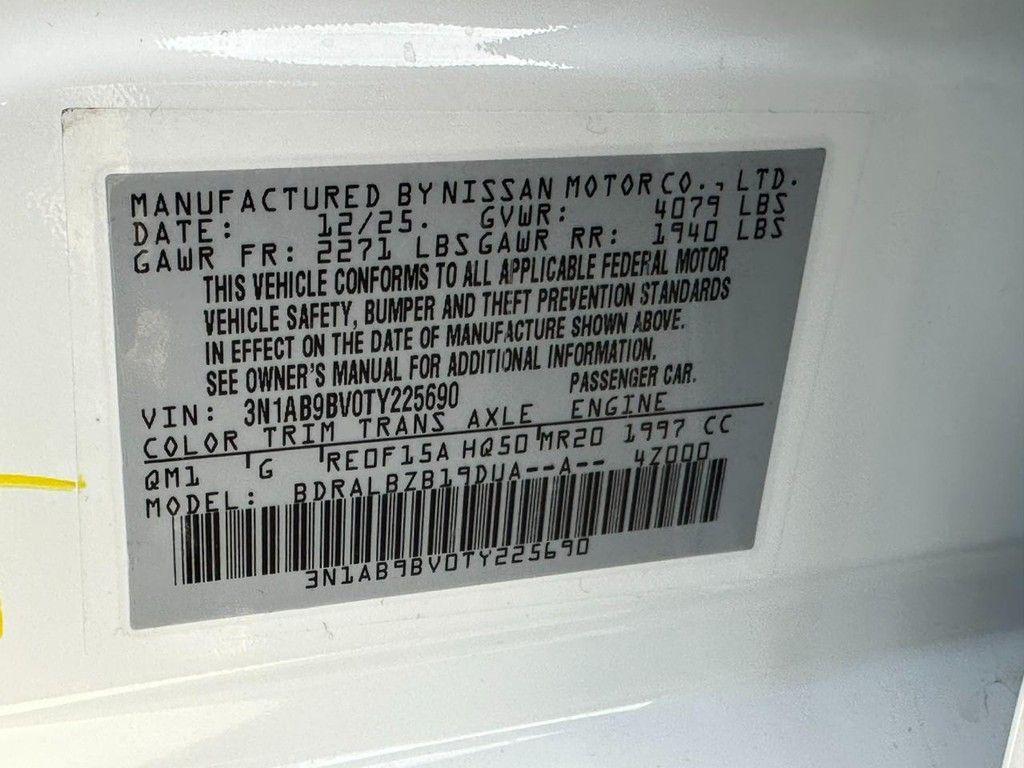 MANUFACTURED BY NISSAN MOTOR CO., LTD.
DATE: 12/25. GVWR: 4079 LBS
GAWR FR: 2271 LBS GAWR RR: 1940 LBS
THIS VEHICLE CONFORMS TO ALL APPLICABLE FEDERAL MOTOR
VEHICLE SAFETY, BUMPER AND THEFT PREVENTION STANDARDS
IN EFFECT ON THE DATE OF MANUFACTURE SHOWN ABOVE.
SEE OWNER'S MANUAL FOR ADDITIONAL INFORMATION.
VIN: 3N1AB9BV0TY225690 PASSENGER CAR.
COLOR TRIM TRANS AXLE ENGINE
QM1 G RE0F15A HQ50 MR20 1997 CC
MODEL: BDRALBZB19DUA--A-- 4Z000
3N1AB9BV0TY225690